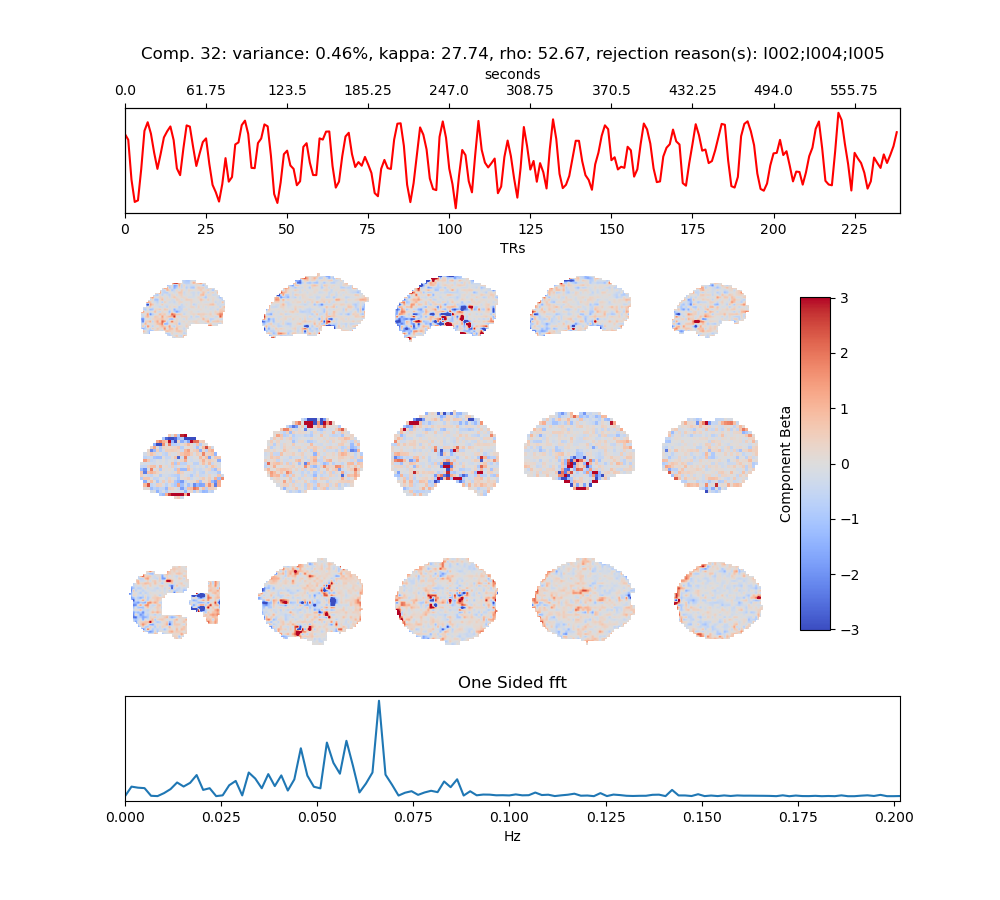 Comp. 32: variance: 0.46%, kappa: 27.74, rho: 52.67, rejection reason(s): I002;I004;I005
seconds
0.0 61.75 123.5 185.25 247.0 308.75 370.5 432.25 494.0 555.75
0 25 50 75 100 125 150 175 200 225
TRs
3
2
1
0
−1
−2
−3
Component Beta
One Sided fft
0.000 0.025 0.050 0.075 0.100 0.125 0.150 0.175 0.200
Hz